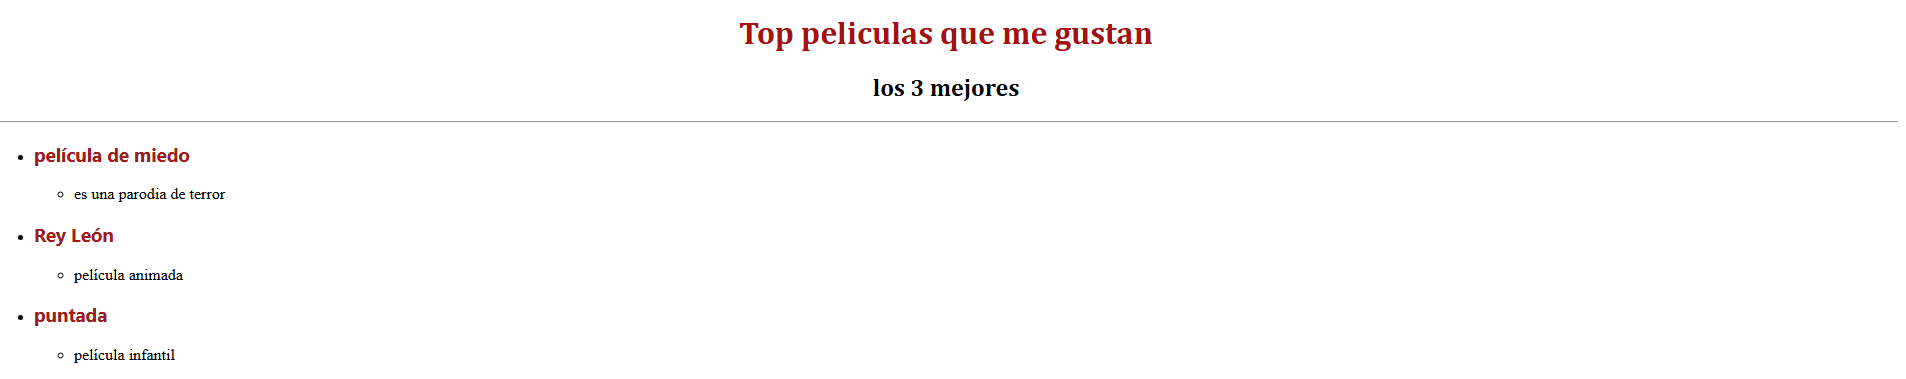 Top peliculas que me gustan
los 3 mejores
película de miedo
es una parodia de terror
Rey León
película animada
puntada
película infantil